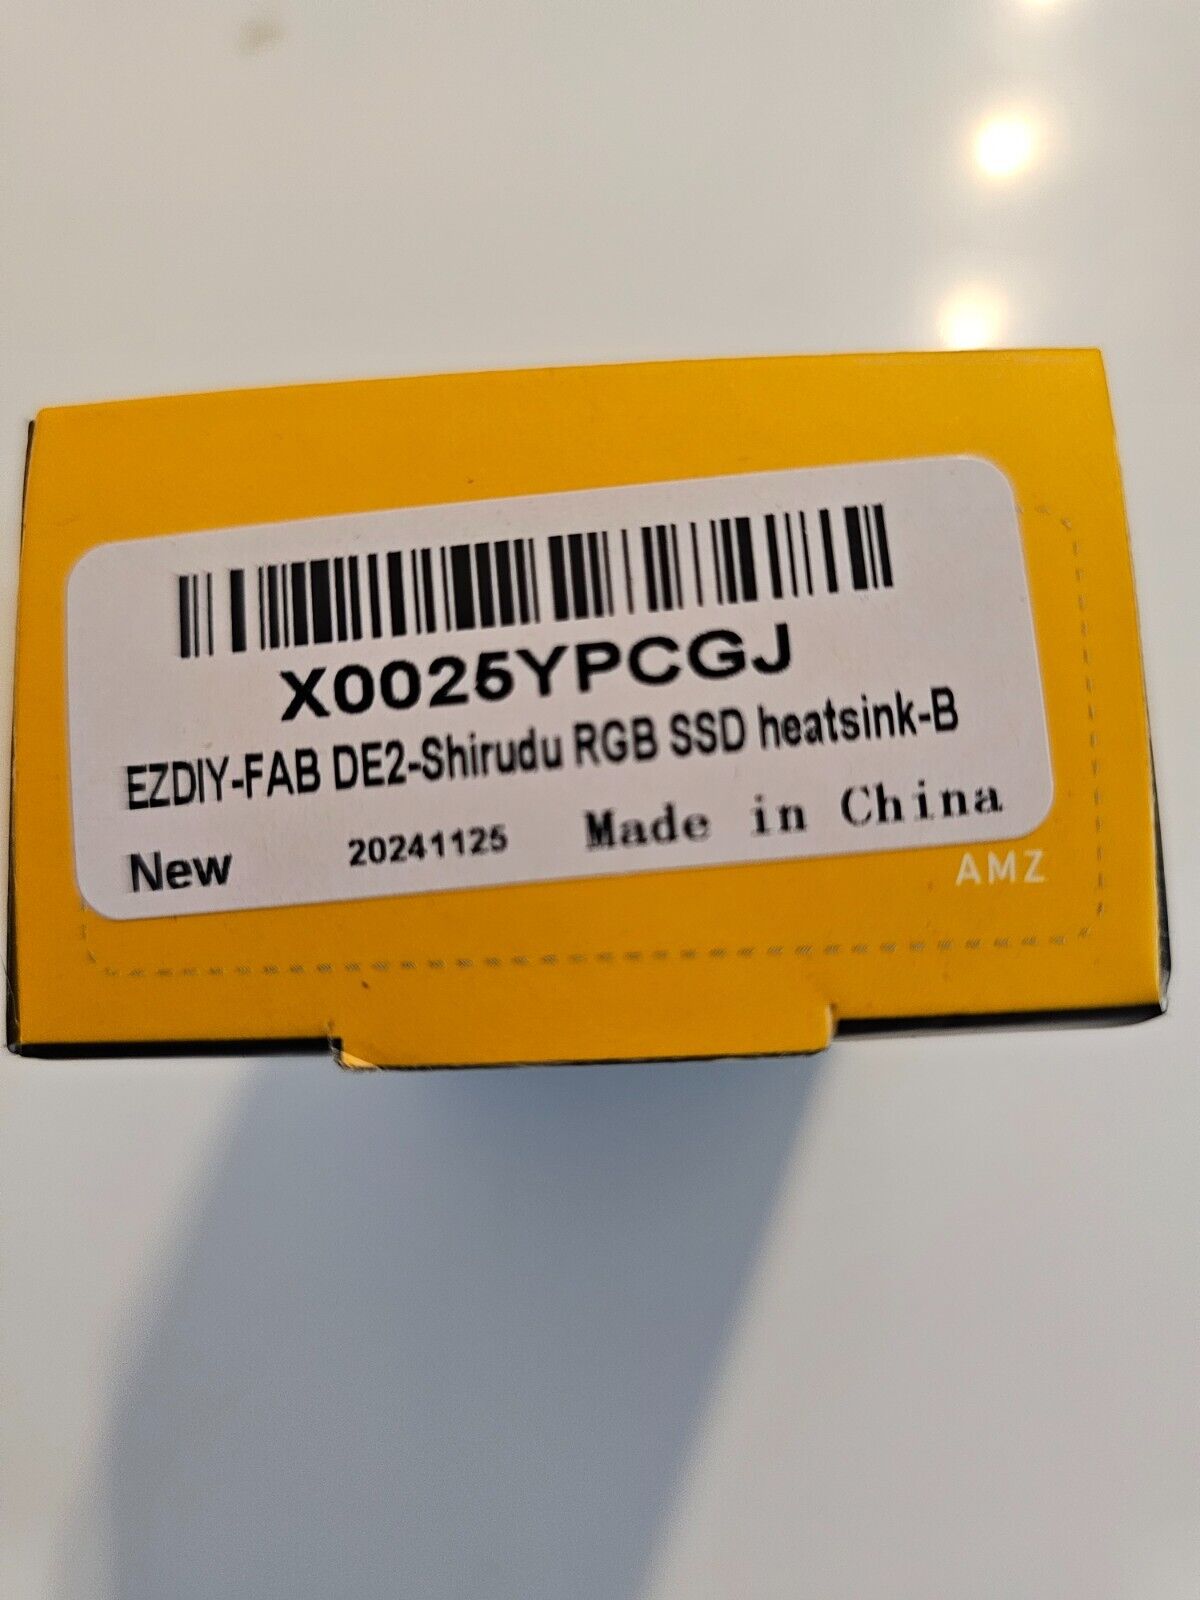 X0025YPCGJ
EZDIY-FAB DE2-Shirudu RGB SSD heatsink-B
New 20241125 Made in China
AMZ